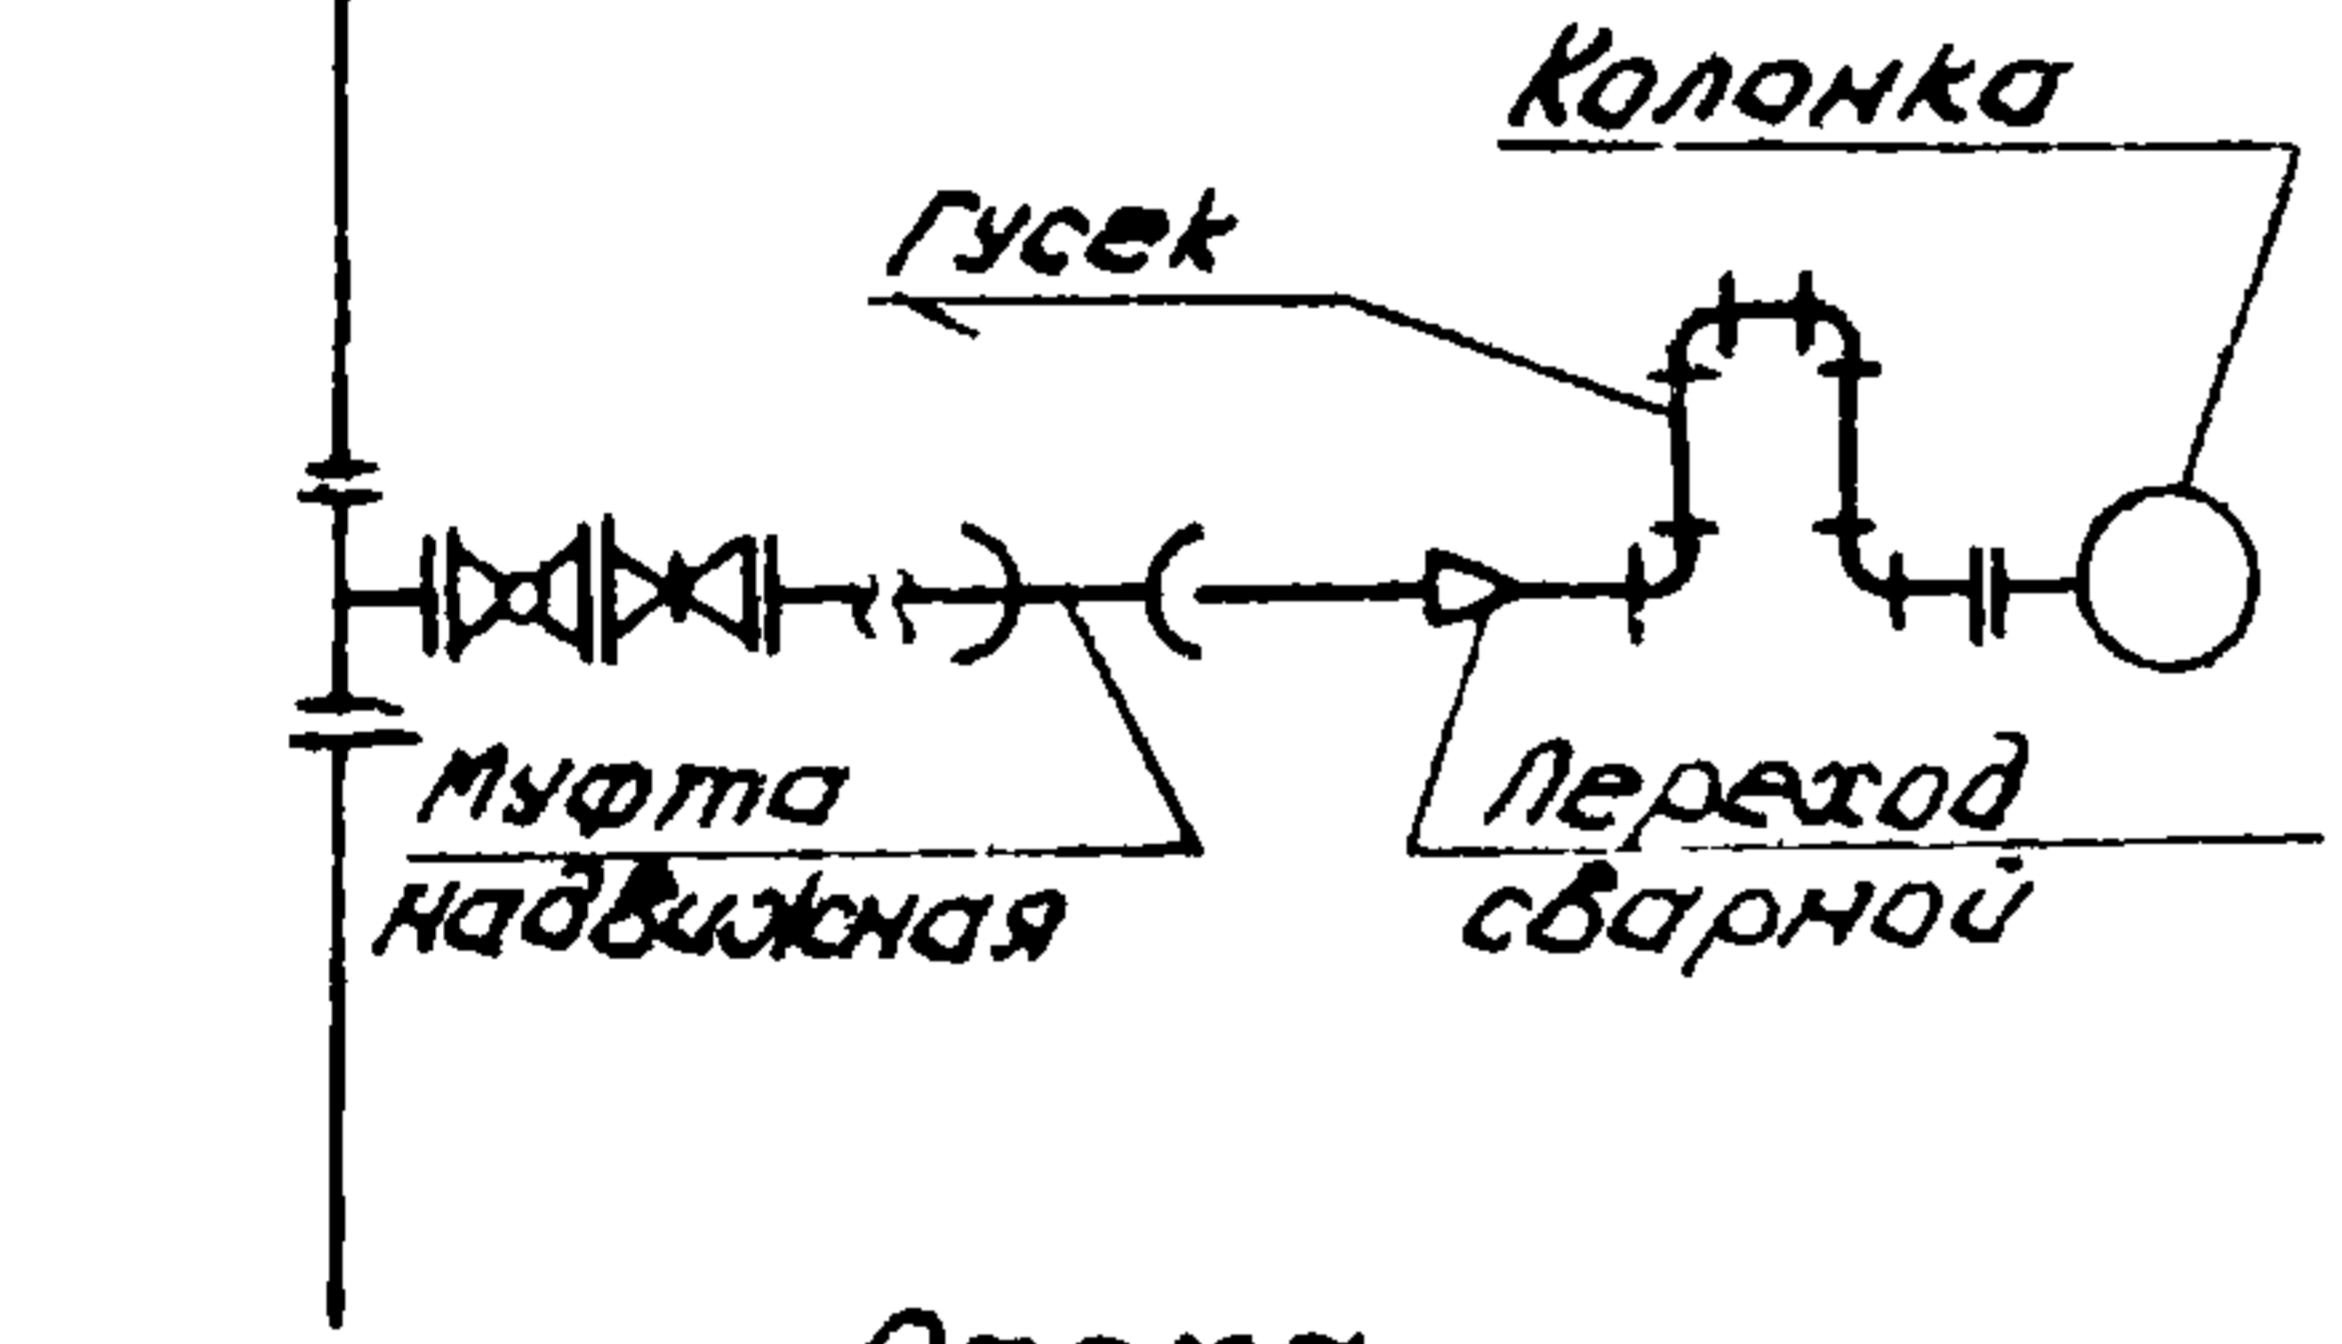 Колонка
Гусек
Муфта
надвижная
Переход
сварной